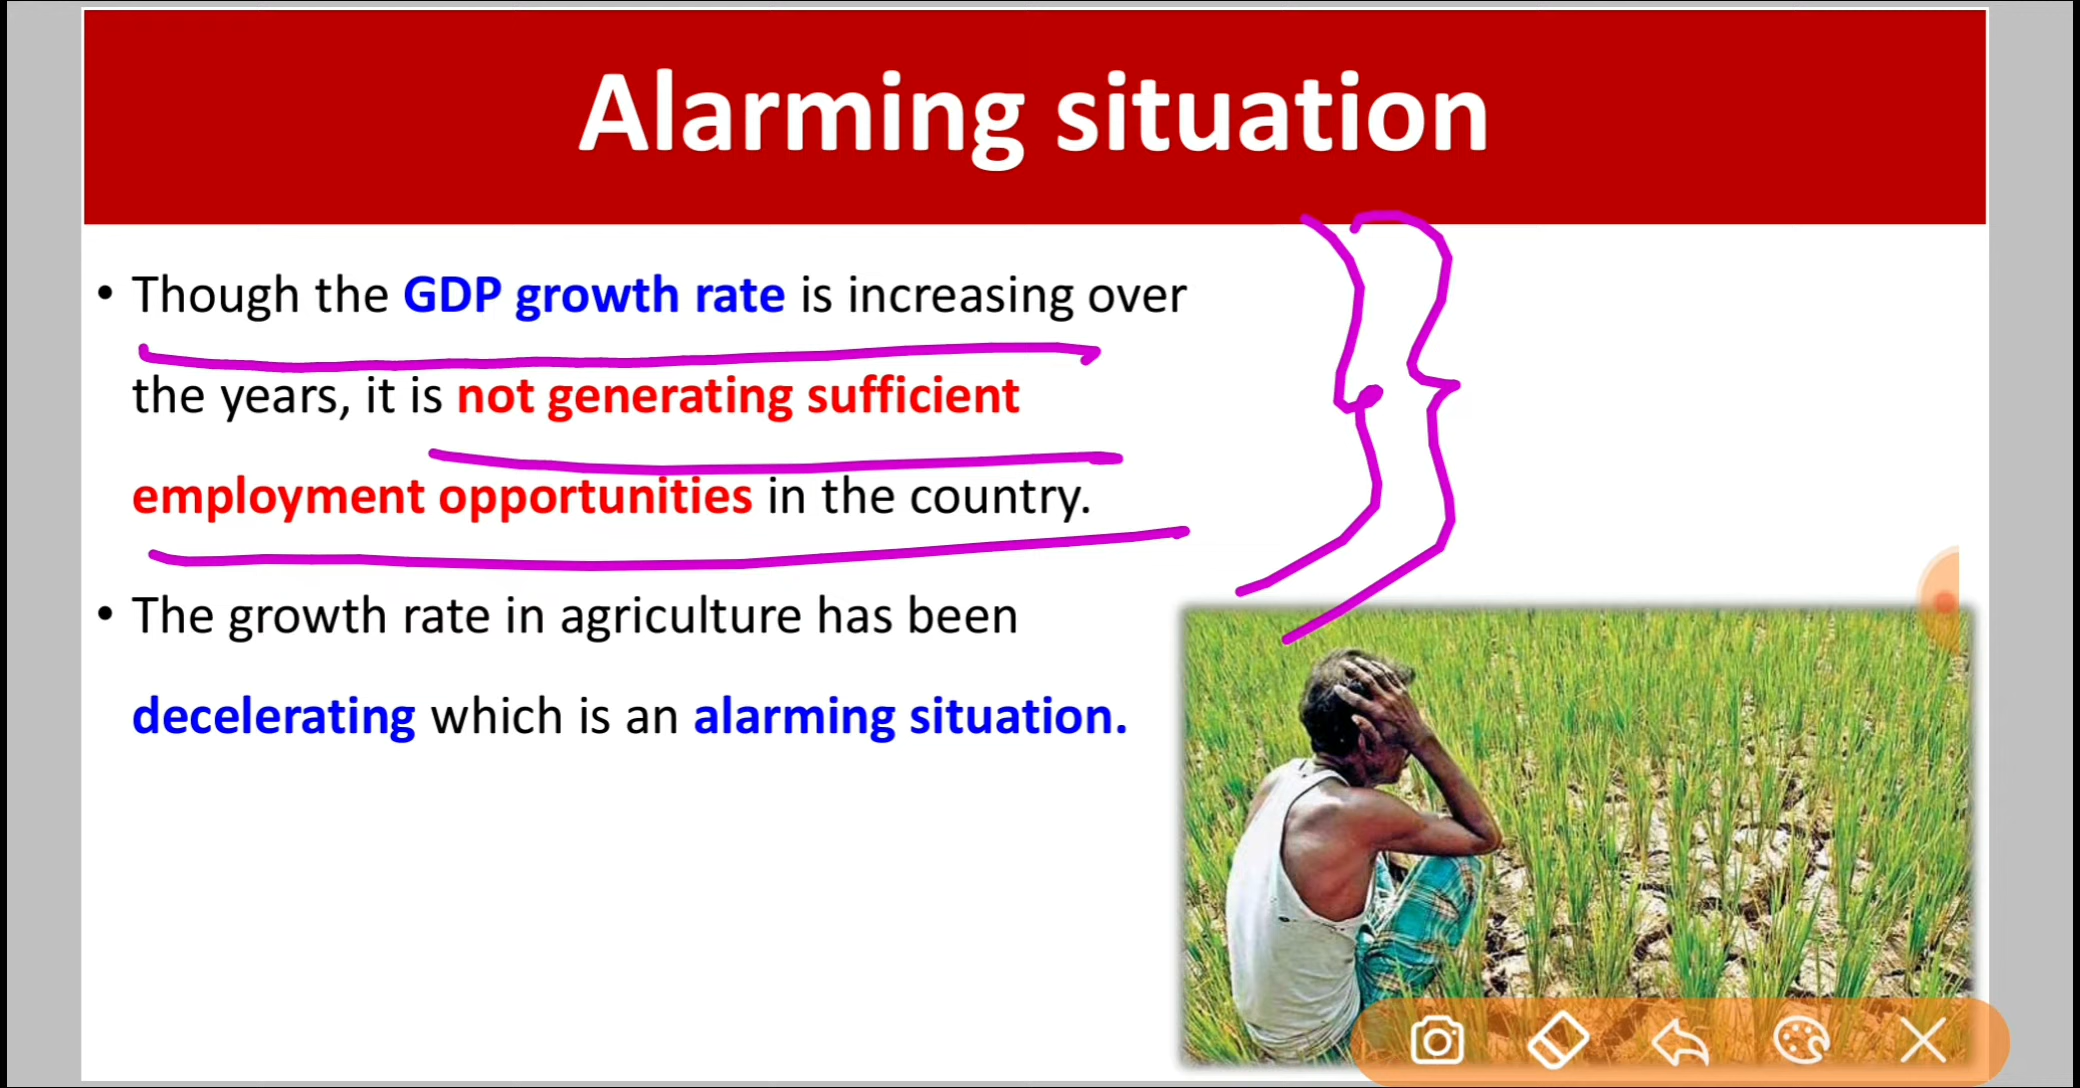 Alarming situation
• Though the GDP growth rate is increasing over
the years, it is not generating sufficient
employment opportunities in the country.
• The growth rate in agriculture has been
decelerating which is an alarming situation.